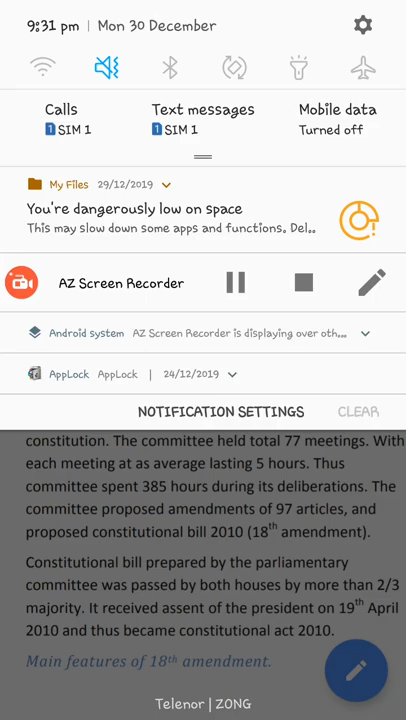 9:31 pm | Mon 30 December
Calls
1 SIM 1
Text messages
1 SIM 1
Mobile data
Turned off
My Files 29/12/2019
You're dangerously low on space
This may slow down some apps and functions. Del..
AZ Screen Recorder
Android system AZ Screen Recorder is displaying over oth...
AppLock AppLock | 24/12/2019
NOTIFICATION SETTINGS CLEAR
constitution. The committee held total 77 meetings. With
each meeting at as average lasting 5 hours. Thus
committee spent 385 hours during its deliberations. The
committee proposed amendments of 97 articles, and
proposed constitutional bill 2010 (18th amendment).
Constitutional bill prepared by the parliamentary
committee was passed by both houses by more than 2/3
majority. It received assent of the president on 19th April
2010 and thus became constitutional act 2010.
Main features of 18th amendment.
Telenor | ZONG